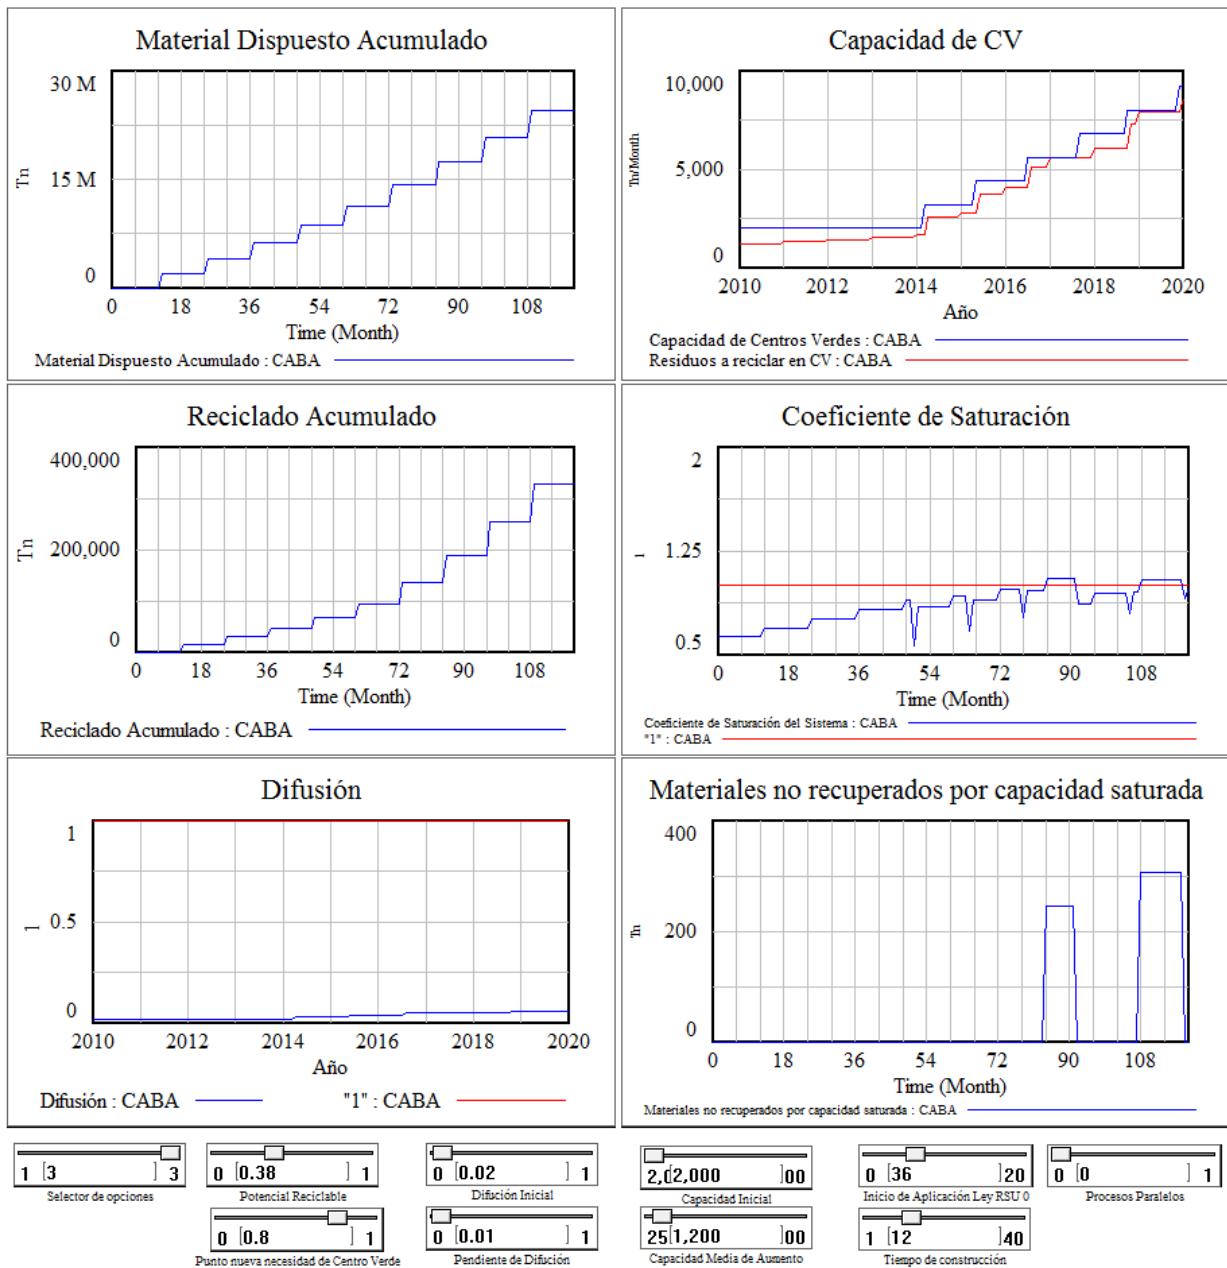 Material Dispuesto Acumulado
30 M
15 M
0
Tn
0 18 36 54 72 90 108
Time (Month)
Material Dispuesto Acumulado : CABA
Capacidad de CV
10,000
5,000
0
Tn/Month
2010 2012 2014 2016 2018 2020
Año
Capacidad de Centros Verdes : CABA
Residuos a reciclar en CV : CABA
Reciclado Acumulado
400,000
200,000
0
Tn
0 18 36 54 72 90 108
Time (Month)
Reciclado Acumulado : CABA
Coeficiente de Saturación
2
1.25
0.5
1
0 18 36 54 72 90 108
Time (Month)
Coeficiente de Saturación del Sistema : CABA
"1" : CABA
Difusión
1
0.5
0
1
2010 2012 2014 2016 2018 2020
Año
Difusión : CABA "1" : CABA
Materiales no recuperados por capacidad saturada
400
200
0
Tn
0 18 36 54 72 90 108
Time (Month)
Materiales no recuperados por capacidad saturada : CABA
1 [3 ] 3
Selector de opciones
0 [0.38 ] 1
Potencial Reciclable
0 [0.02 ] 1
Difución Inicial
2,0[2,000 ]00
Capacidad Inicial
0 [36 ] 20
Inicio de Aplicación Ley RSU 0
0 [0 ] 1
Procesos Paralelos
0 [0.8 ] 1
Punto nueva necesidad de Centro Verde
0 [0.01 ] 1
Pendiente de Difución
25[1,200 ]00
Capacidad Media de Aumento
1 [12 ]40
Tiempo de construcción